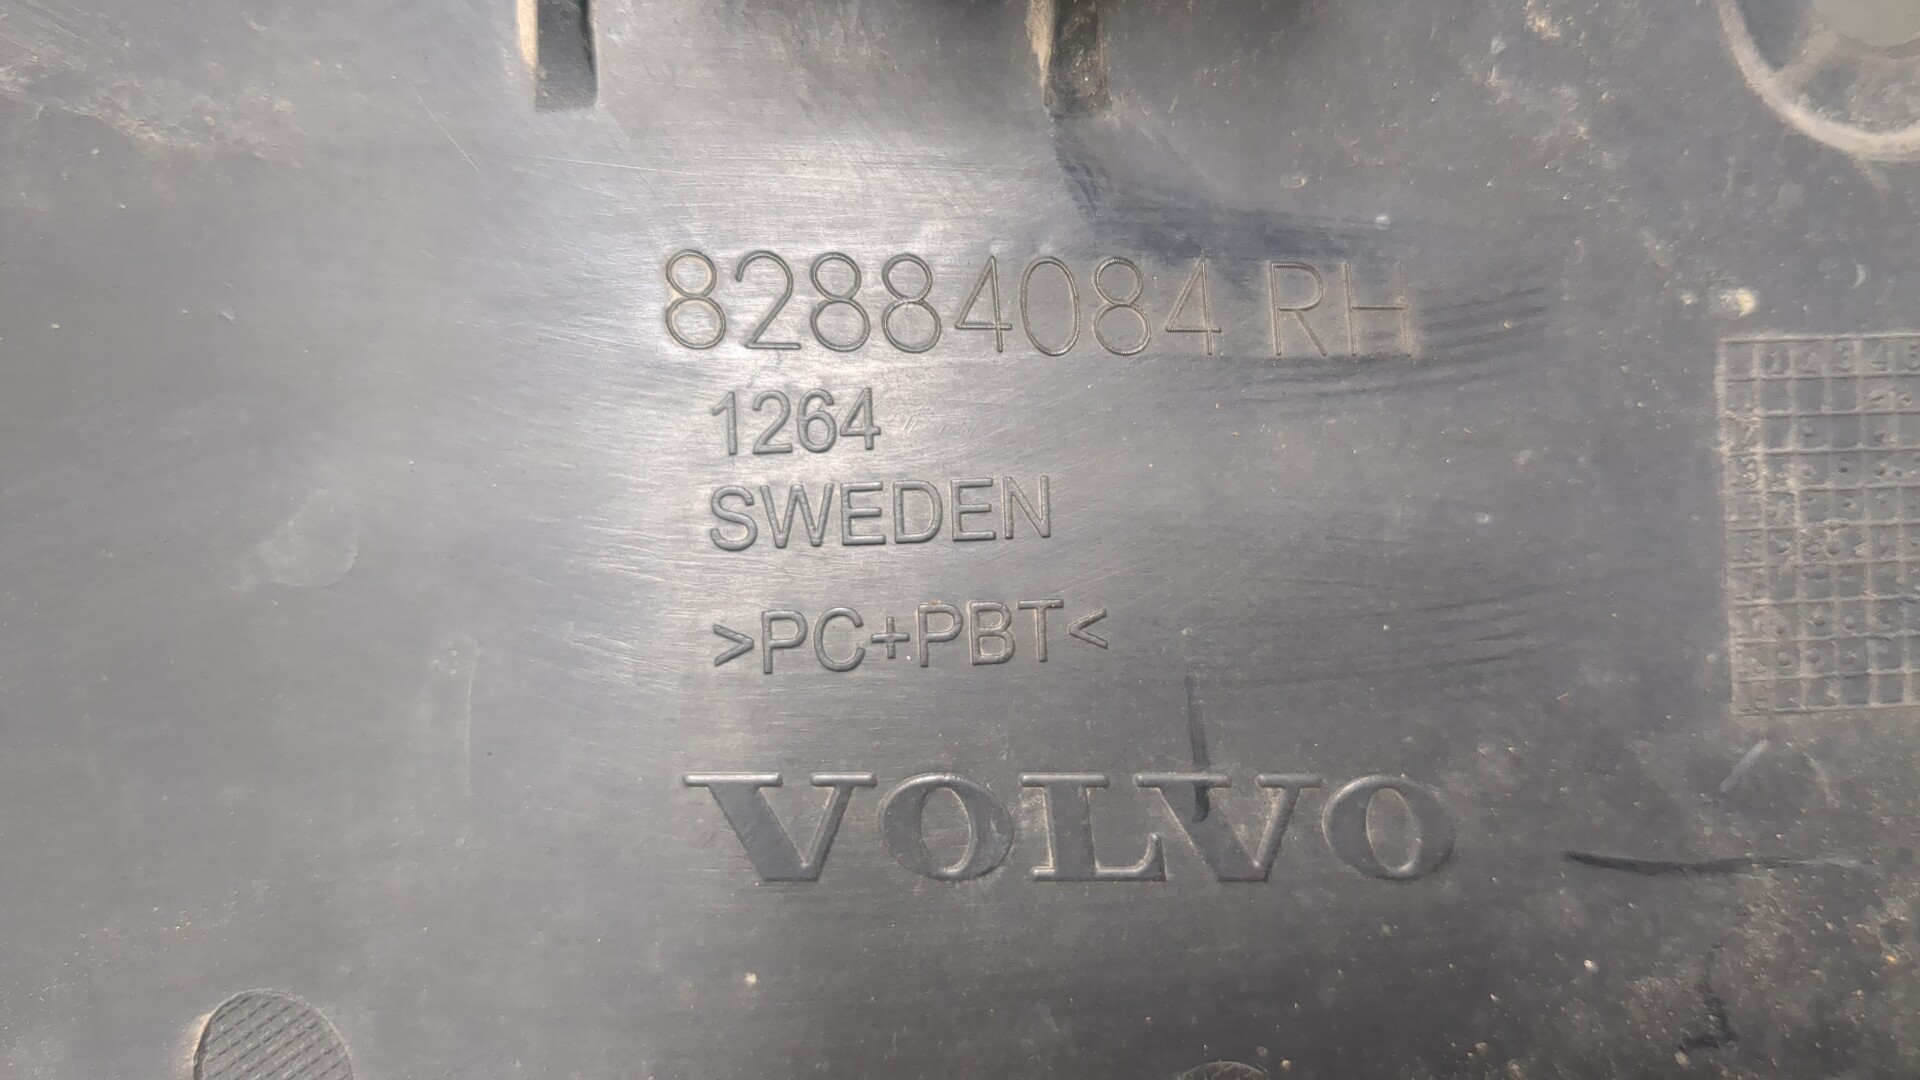 82884084 RH
1264
SWEDEN
>PC+PBT<
VOLVO